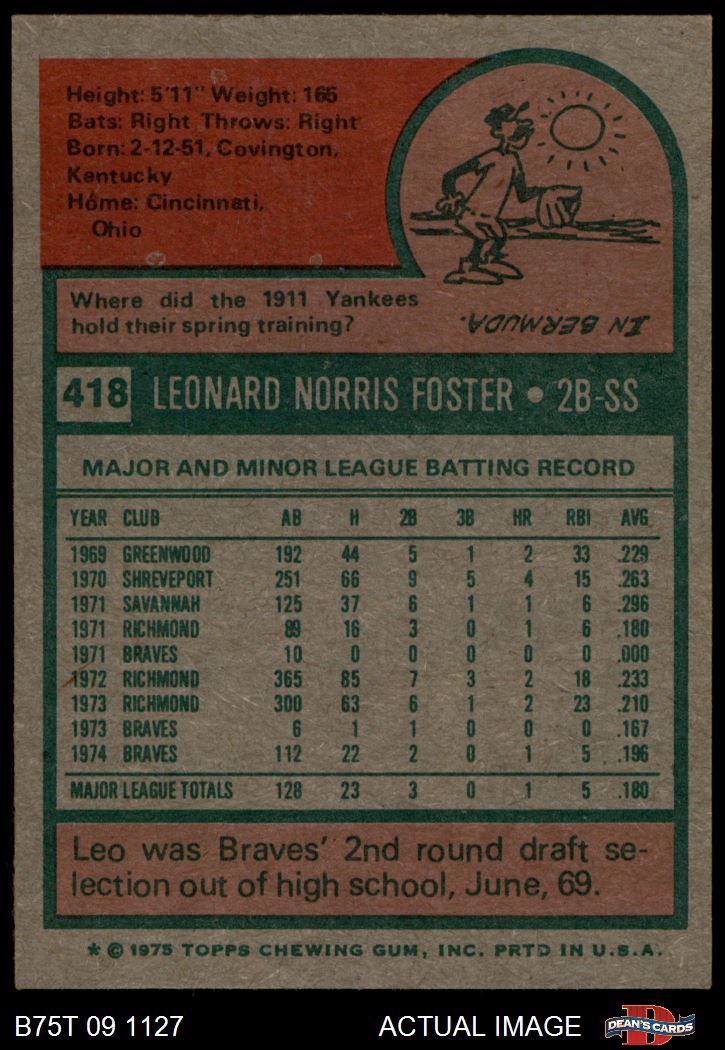 Height: 5'11" Weight: 165
Bats: Right Throws: Right
Born: 2-12-51, Covington,
Kentucky
Home: Cincinnati,
Ohio
Where did the 1911 Yankees
hold their spring training?
IN BERMUDA.
418 LEONARD NORRIS FOSTER • 2B-SS
MAJOR AND MINOR LEAGUE BATTING RECORD
YEAR CLUB AB H 2B 3B HR RBI AVG
1969 GREENWOOD 192 44 5 1 2 33 .229
1970 SHREVEPORT 251 66 9 5 4 15 .263
1971 SAVANNAH 125 37 6 1 1 6 .296
1971 RICHMOND 89 16 3 0 1 6 .180
1971 BRAVES 10 0 0 0 0 0 .000
1972 RICHMOND 365 85 7 3 2 18 .233
1973 RICHMOND 300 63 6 1 2 23 .210
1973 BRAVES 6 1 1 0 0 0 .167
1974 BRAVES 112 22 2 0 1 5 .196
MAJOR LEAGUE TOTALS 128 23 3 0 1 5 .180
Leo was Braves' 2nd round draft se-
lection out of high school, June, 69.
* © 1975 TOPPS CHEWING GUM, INC. PRTD IN U.S.A.
B75T 09 1127 ACTUAL IMAGE D DEAN'S CARDS